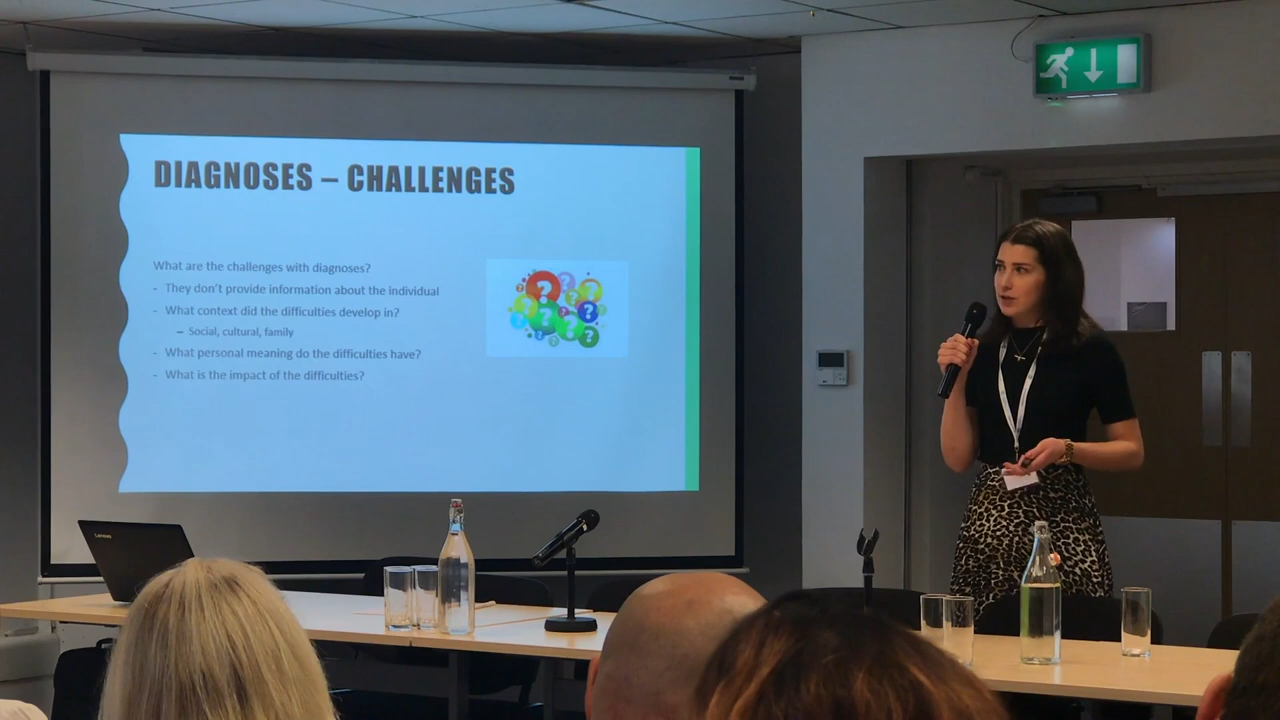 DIAGNOSES – CHALLENGES
What are the challenges with diagnoses?
- They don't provide information about the individual
- What context did the difficulties develop in?
– Social, cultural, family
- What personal meaning do the difficulties have?
- What is the impact of the difficulties?
Lenovo